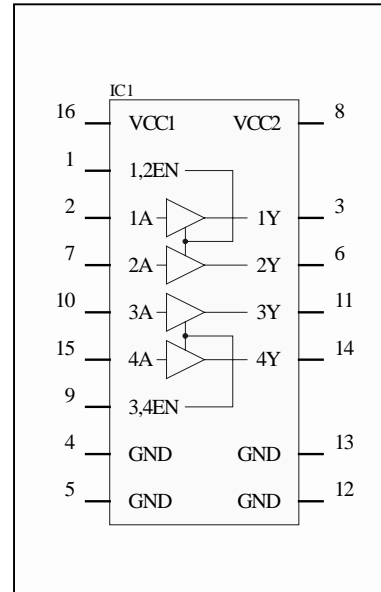 IC1
16 VCC1 VCC2 8
1 1,2EN
2 1A 1Y 3
7 2A 2Y 6
10 3A 3Y 11
15 4A 4Y 14
9 3,4EN
4 GND GND 13
5 GND GND 12